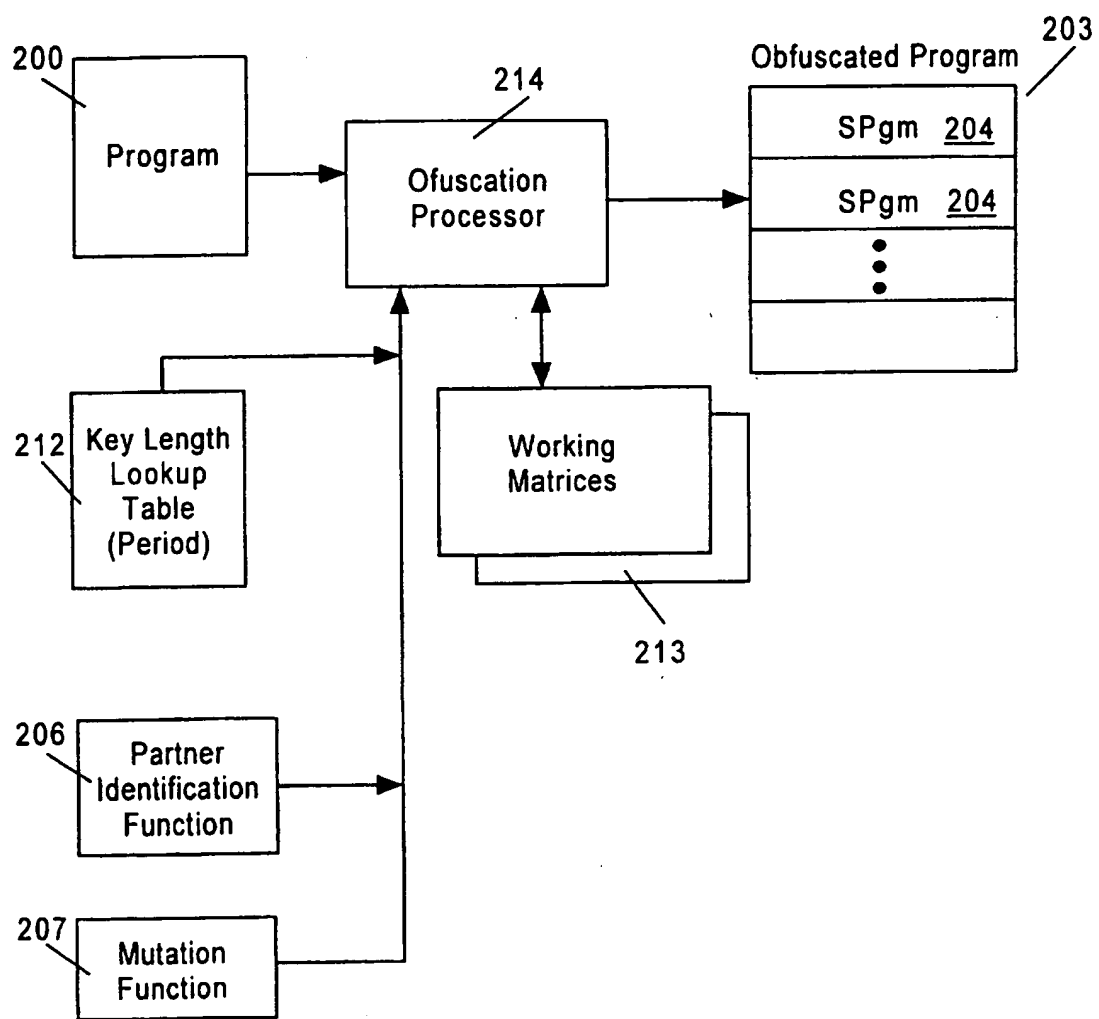 200
Program
214
Ofuscation
Processor
203
Obfuscated Program
SPgm 204
SPgm 204
212
Key Length
Lookup
Table
(Period)
Working
Matrices
213
206
Partner
Identification
Function
207
Mutation
Function